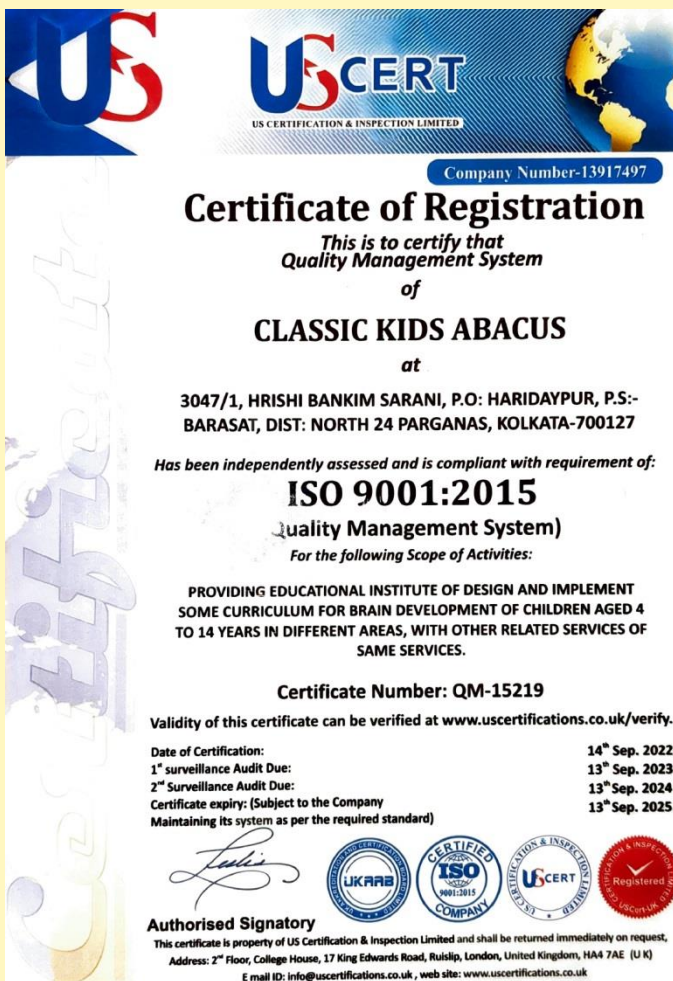 US
USCERT
US CERTIFICATION & INSPECTION LIMITED
Company Number-13917497
Certificate of Registration
This is to certify that
Quality Management System
of
CLASSIC KIDS ABACUS
at
3047/1, HRISHI BANKIM SARANI, P.O: HARIDAYPUR, P.S:-
BARASAT, DIST: NORTH 24 PARGANAS, KOLKATA-700127
Has been independently assessed and is compliant with requirement of:
ISO 9001:2015
uality Management System)
For the following Scope of Activities:
PROVIDING EDUCATIONAL INSTITUTE OF DESIGN AND IMPLEMENT
SOME CURRICULUM FOR BRAIN DEVELOPMENT OF CHILDREN AGED 4
TO 14 YEARS IN DIFFERENT AREAS, WITH OTHER RELATED SERVICES OF
SAME SERVICES.
Certificate Number: QM-15219
Validity of this certificate can be verified at www.uscertifications.co.uk/verify.
Date of Certification: 14th Sep. 2022
1st surveillance Audit Due: 13th Sep. 2023
2nd Surveillance Audit Due: 13th Sep. 2024
Certificate expiry: (Subject to the Company 13th Sep. 2025
Maintaining its system as per the required standard)
Leslie
UKAAB
CERTIFIED
ISO
9001:2015
COMPANY
USCERT
US CERTIFICATION & INSPECTION LIMITED
Registered
Authorised Signatory
This certificate is property of US Certification & Inspection Limited and shall be returned immediately on request,
Address: 2nd Floor, College House, 17 King Edwards Road, Ruislip, London, United Kingdom, HA4 7AE (U K)
E mail ID: info@uscertifications.co.uk , web site: www.uscertifications.co.uk
Certificate